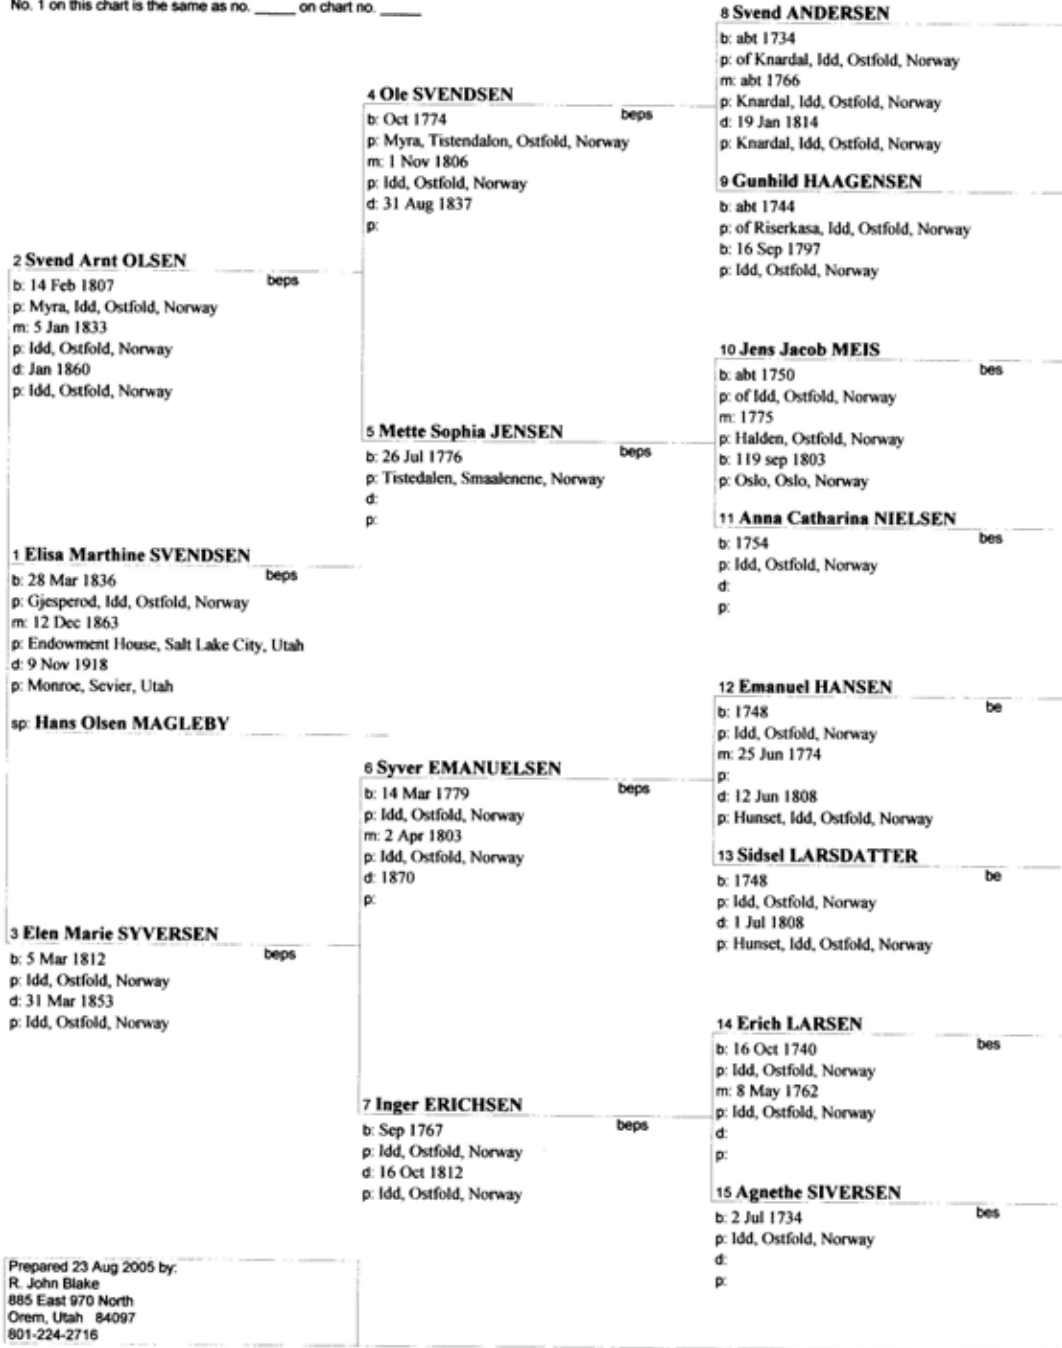 No. 1 on this chart is the same as no. _____ on chart no. _____
8 Svend ANDERSEN
b: abt 1734
p: of Knardal, Idd, Ostfold, Norway
m: abt 1766
p: Knardal, Idd, Ostfold, Norway
d: 19 Jan 1814
p: Knardal, Idd, Ostfold, Norway
4 Ole SVENDSEN
beps
b: Oct 1774
p: Myra, Tistendalon, Ostfold, Norway
m: 1 Nov 1806
p: Idd, Ostfold, Norway
d: 31 Aug 1837
p:
9 Gunhild HAAGENSEN
b: abt 1744
p: of Riserkasa, Idd, Ostfold, Norway
b: 16 Sep 1797
p: Idd, Ostfold, Norway
2 Svend Arnt OLSEN
beps
b: 14 Feb 1807
p: Myra, Idd, Ostfold, Norway
m: 5 Jan 1833
p: Idd, Ostfold, Norway
d: Jan 1860
p: Idd, Ostfold, Norway
10 Jens Jacob MEIS
bes
b: abt 1750
p: of Idd, Ostfold, Norway
m: 1775
p: Halden, Ostfold, Norway
b: 119 sep 1803
p: Oslo, Oslo, Norway
5 Mette Sophia JENSEN
beps
b: 26 Jul 1776
p: Tistedalen, Smaalenene, Norway
d:
p:
11 Anna Catharina NIELSEN
bes
b: 1754
p: Idd, Ostfold, Norway
d:
p:
1 Elisa Marthine SVENDSEN
beps
b: 28 Mar 1836
p: Gjesperod, Idd, Ostfold, Norway
m: 12 Dec 1863
p: Endowment House, Salt Lake City, Utah
d: 9 Nov 1918
p: Monroe, Sevier, Utah
sp: Hans Olsen MAGLEBY
12 Emanuel HANSEN
be
b: 1748
p: Idd, Ostfold, Norway
m: 25 Jun 1774
p:
d: 12 Jun 1808
p: Hunset, Idd, Ostfold, Norway
6 Syver EMANUELSEN
beps
b: 14 Mar 1779
p: Idd, Ostfold, Norway
m: 2 Apr 1803
p: Idd, Ostfold, Norway
d: 1870
p:
13 Sidsel LARSDATTER
be
b: 1748
p: Idd, Ostfold, Norway
d: 1 Jul 1808
p: Hunset, Idd, Ostfold, Norway
3 Elen Marie SYVERSEN
beps
b: 5 Mar 1812
p: Idd, Ostfold, Norway
d: 31 Mar 1853
p: Idd, Ostfold, Norway
14 Erich LARSEN
bes
b: 16 Oct 1740
p: Idd, Ostfold, Norway
m: 8 May 1762
p: Idd, Ostfold, Norway
d:
p:
7 Inger ERICHSEN
beps
b: Sep 1767
p: Idd, Ostfold, Norway
d: 16 Oct 1812
p: Idd, Ostfold, Norway
15 Agnethe SIVERSEN
bes
b: 2 Jul 1734
p: Idd, Ostfold, Norway
d:
p:
Prepared 23 Aug 2005 by:
R. John Blake
885 East 970 North
Orem, Utah 84097
801-224-2716